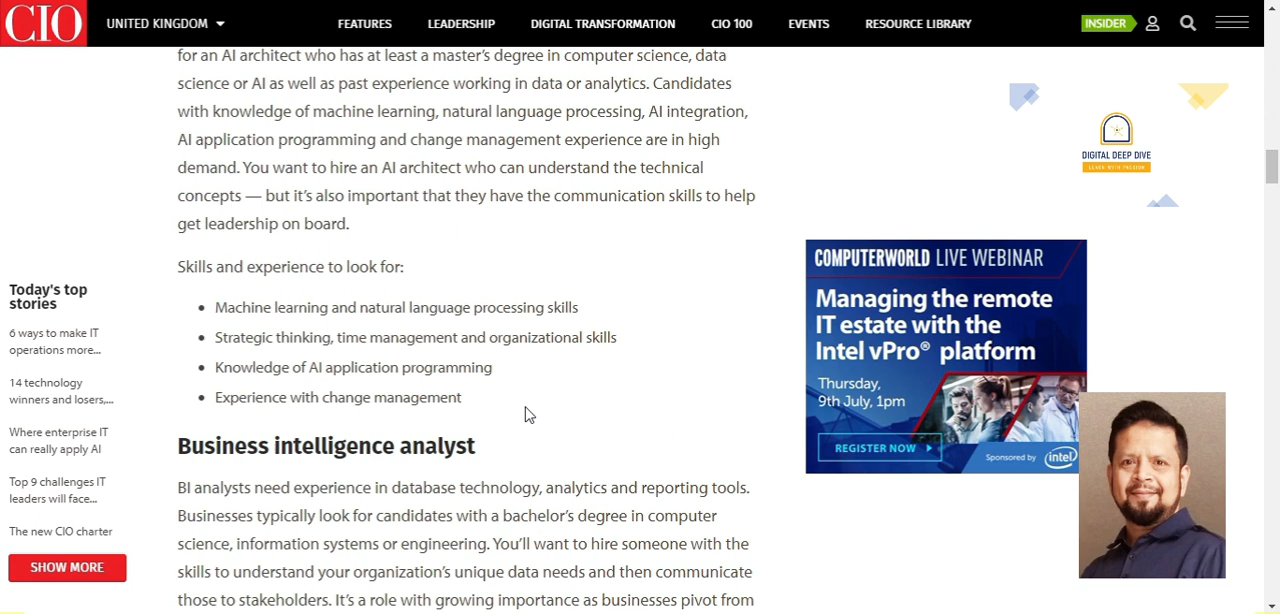 CIO
UNITED KINGDOM
FEATURES
LEADERSHIP
DIGITAL TRANSFORMATION
CIO 100
EVENTS
RESOURCE LIBRARY
INSIDER
for an AI architect who has at least a master's degree in computer science, data
science or AI as well as past experience working in data or analytics. Candidates
with knowledge of machine learning, natural language processing, AI integration,
AI application programming and change management experience are in high
demand. You want to hire an AI architect who can understand the technical
concepts — but it's also important that they have the communication skills to help
get leadership on board.
Skills and experience to look for:
• Machine learning and natural language processing skills
• Strategic thinking, time management and organizational skills
• Knowledge of AI application programming
• Experience with change management
Business intelligence analyst
BI analysts need experience in database technology, analytics and reporting tools.
Businesses typically look for candidates with a bachelor's degree in computer
science, information systems or engineering. You'll want to hire someone with the
skills to understand your organization's unique data needs and then communicate
those to stakeholders. It's a role with growing importance as businesses pivot from
Today's top
stories
6 ways to make IT
operations more...
14 technology
winners and losers,...
Where enterprise IT
can really apply AI
Top 9 challenges IT
leaders will face...
The new CIO charter
SHOW MORE
DIGITAL DEEP DIVE
LEARN WITH PASSION
COMPUTERWORLD LIVE WEBINAR
Managing the remote
IT estate with the
Intel vPro® platform
Thursday,
9th July, 1pm
REGISTER NOW
Sponsored by intel